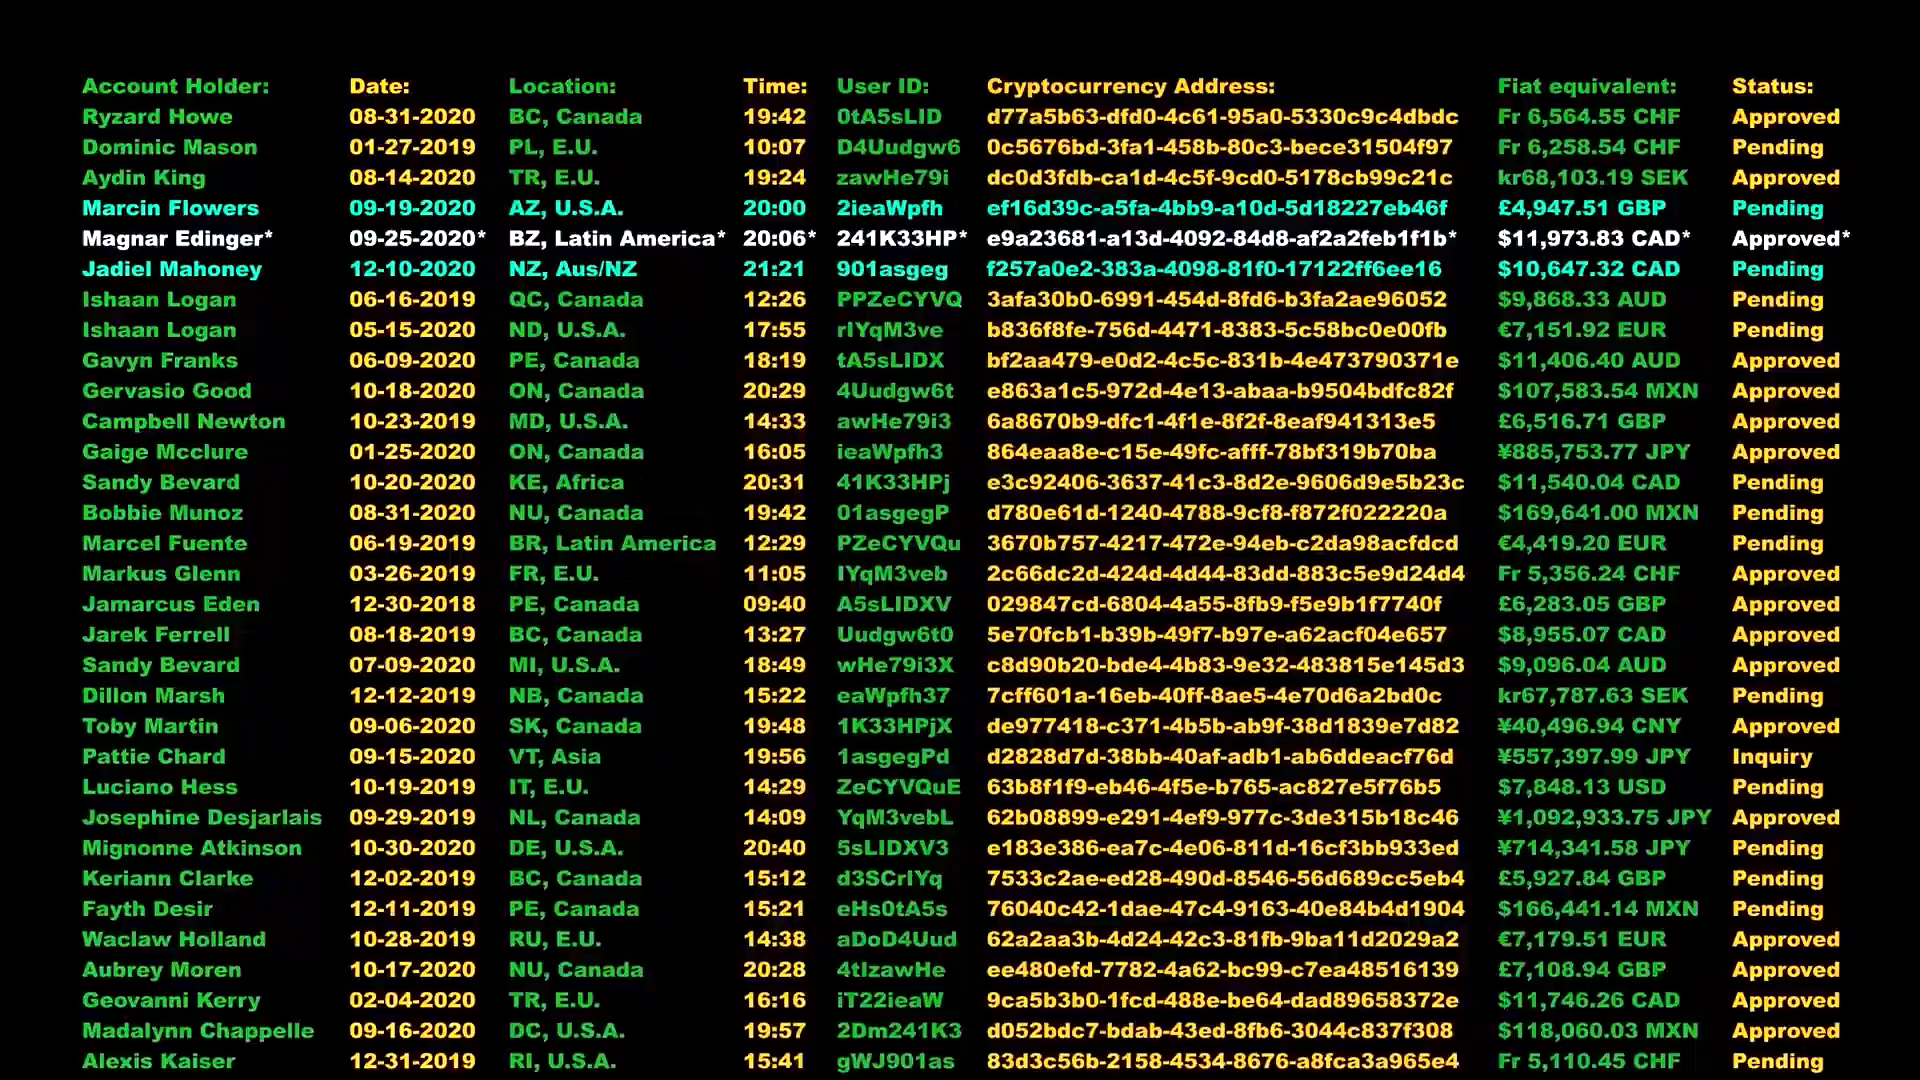 Account Holder: Date: Location: Time: User ID: Cryptocurrency Address: Fiat equivalent: Status:
Ryzard Howe 08-31-2020 BC, Canada 19:42 0tA5sLID d77a5b63-dfd0-4c61-95a0-5330c9c4dbdc Fr 6,564.55 CHF Approved
Dominic Mason 01-27-2019 PL, E.U. 10:07 D4Uudgw6 0c5676bd-3fa1-458b-80c3-bece31504f97 Fr 6,258.54 CHF Pending
Aydin King 08-14-2020 TR, E.U. 19:24 zawHe79i dc0d3fdb-ca1d-4c5f-9cd0-5178cb99c21c kr68,103.19 SEK Approved
Marcin Flowers 09-19-2020 AZ, U.S.A. 20:00 2ieaWpfh ef16d39c-a5fa-4bb9-a10d-5d18227eb46f £4,947.51 GBP Pending
Magnar Edinger* 09-25-2020* BZ, Latin America* 20:06* 241K33HP* e9a23681-a13d-4092-84d8-af2a2feb1f1b* $11,973.83 CAD* Approved*
Jadiel Mahoney 12-10-2020 NZ, Aus/NZ 21:21 901asgeg f257a0e2-383a-4098-81f0-17122ff6ee16 $10,647.32 CAD Pending
Ishaan Logan 06-16-2019 QC, Canada 12:26 PPZeCYVQ 3afa30b0-6991-454d-8fd6-b3fa2ae96052 $9,868.33 AUD Pending
Ishaan Logan 05-15-2020 ND, U.S.A. 17:55 rIYqM3ve b836f8fe-756d-4471-8383-5c58bc0e00fb €7,151.92 EUR Pending
Gavyn Franks 06-09-2020 PE, Canada 18:19 tA5sLIDX bf2aa479-e0d2-4c5c-831b-4e473790371e $11,406.40 AUD Approved
Gervasio Good 10-18-2020 ON, Canada 20:29 4Uudgw6t e863a1c5-972d-4e13-abaa-b9504bdfc82f $107,583.54 MXN Approved
Campbell Newton 10-23-2019 MD, U.S.A. 14:33 awHe79i3 6a8670b9-dfc1-4f1e-8f2f-8eaf941313e5 £6,516.71 GBP Approved
Gaige Mcclure 01-25-2020 ON, Canada 16:05 ieaWpfh3 864eaa8e-c15e-49fc-afff-78bf319b70ba ¥885,753.77 JPY Approved
Sandy Bevard 10-20-2020 KE, Africa 20:31 41K33HPj e3c92406-3637-41c3-8d2e-9606d9e5b23c $11,540.04 CAD Pending
Bobbie Munoz 08-31-2020 NU, Canada 19:42 01asgegP d780e61d-1240-4788-9cf8-f872f022220a $169,641.00 MXN Pending
Marcel Fuente 06-19-2019 BR, Latin America 12:29 PZeCYVQu 3670b757-4217-472e-94eb-c2da98acfdcd €4,419.20 EUR Pending
Markus Glenn 03-26-2019 FR, E.U. 11:05 IYqM3veb 2c66dc2d-424d-4d44-83dd-883c5e9d24d4 Fr 5,356.24 CHF Approved
Jamarcus Eden 12-30-2018 PE, Canada 09:40 A5sLIDXV 029847cd-6804-4a55-8fb9-f5e9b1f7740f £6,283.05 GBP Approved
Jarek Ferrell 08-18-2019 BC, Canada 13:27 Uudgw6t0 5e70fcb1-b39b-49f7-b97e-a62acf04e657 $8,955.07 CAD Approved
Sandy Bevard 07-09-2020 MI, U.S.A. 18:49 wHe79i3X c8d90b20-bde4-4b83-9e32-483815e145d3 $9,096.04 AUD Approved
Dillon Marsh 12-12-2019 NB, Canada 15:22 eaWpfh37 7cff601a-16eb-40ff-8ae5-4e70d6a2bd0c kr67,787.63 SEK Pending
Toby Martin 09-06-2020 SK, Canada 19:48 1K33HPjX de977418-c371-4b5b-ab9f-38d1839e7d82 ¥40,496.94 CNY Approved
Pattie Chard 09-15-2020 VT, Asia 19:56 1asgegPd d2828d7d-38bb-40af-adb1-ab6ddeacf76d ¥557,397.99 JPY Inquiry
Luciano Hess 10-19-2019 IT, E.U. 14:29 ZeCYVQuE 63b8f1f9-eb46-4f5e-b765-ac827e5f76b5 $7,848.13 USD Pending
Josephine Desjarlais 09-29-2019 NL, Canada 14:09 YqM3vebL 62b08899-e291-4ef9-977c-3de315b18c46 ¥1,092,933.75 JPY Approved
Mignonne Atkinson 10-30-2020 DE, U.S.A. 20:40 5sLIDXV3 e183e386-ea7c-4e06-811d-16cf3bb933ed ¥714,341.58 JPY Pending
Keriann Clarke 12-02-2019 BC, Canada 15:12 d3SCrIYq 7533c2ae-ed28-490d-8546-56d689cc5eb4 £5,927.84 GBP Pending
Fayth Desir 12-11-2019 PE, Canada 15:21 eHs0tA5s 76040c42-1dae-47c4-9163-40e84b4d1904 $166,441.14 MXN Pending
Waclaw Holland 10-28-2019 RU, E.U. 14:38 aDoD4Uud 62a2aa3b-4d24-42c3-81fb-9ba11d2029a2 €7,179.51 EUR Approved
Aubrey Moren 10-17-2020 NU, Canada 20:28 4tIzawHe ee480efd-7782-4a62-bc99-c7ea48516139 £7,108.94 GBP Approved
Geovanni Kerry 02-04-2020 TR, E.U. 16:16 iT22ieaW 9ca5b3b0-1fcd-488e-be64-dad89658372e $11,746.26 CAD Approved
Madalynn Chappelle 09-16-2020 DC, U.S.A. 19:57 2Dm241K3 d052bdc7-bdab-43ed-8fb6-3044c837f308 $118,060.03 MXN Approved
Alexis Kaiser 12-31-2019 RI, U.S.A. 15:41 gWJ901as 83d3c56b-2158-4534-8676-a8fca3a965e4 Fr 5,110.45 CHF Pending